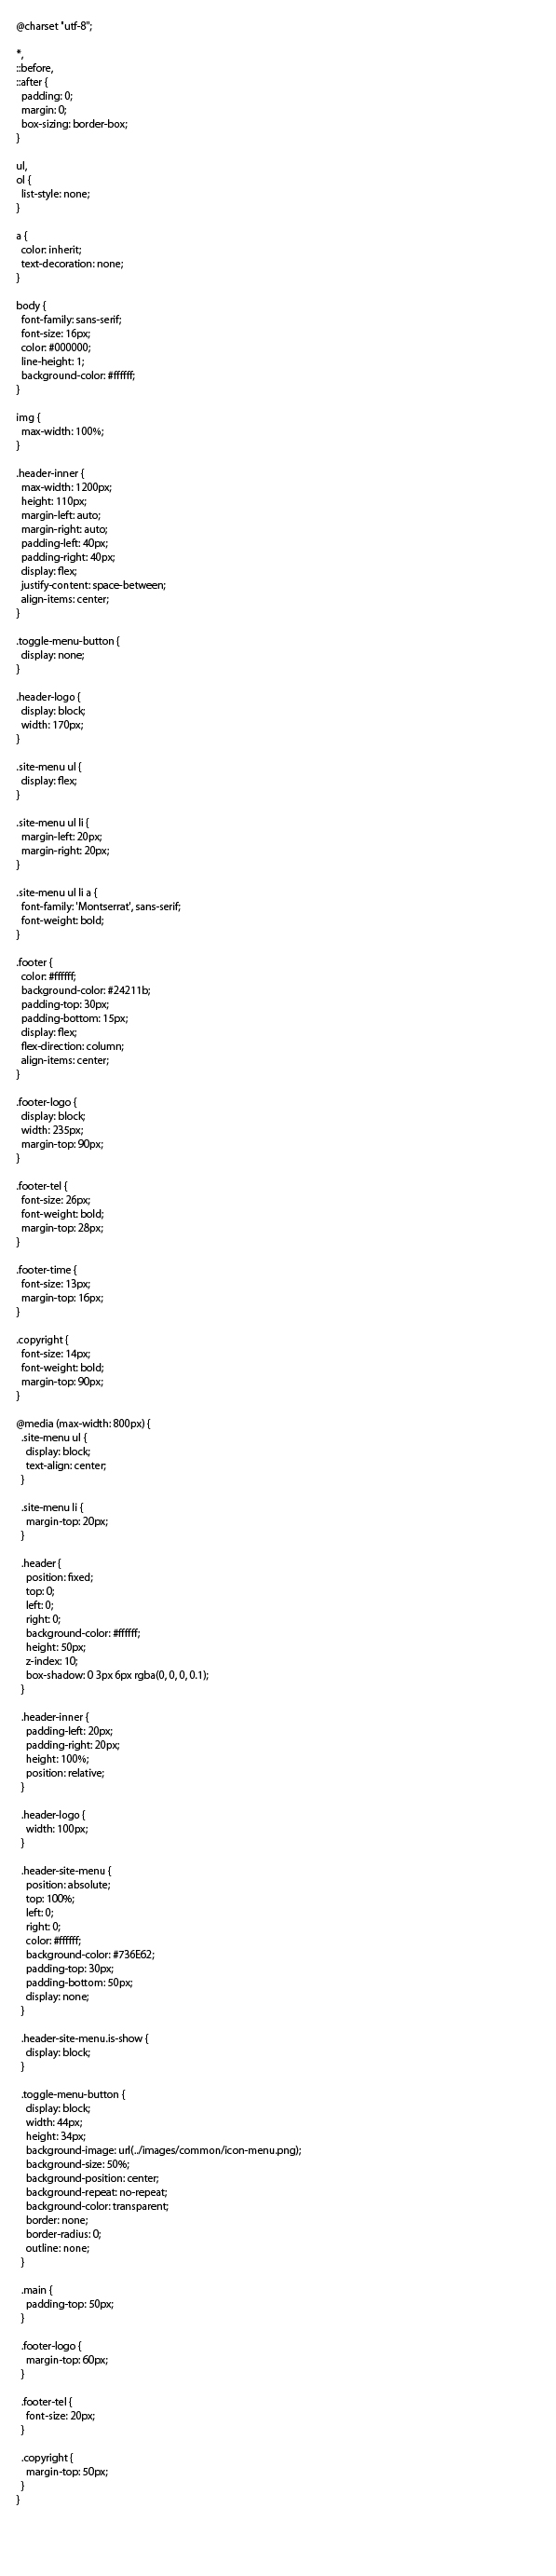 @charset "utf-8";

*,
::before,
::after {
  padding: 0;
  margin: 0;
  box-sizing: border-box;
}

ul,
ol {
  list-style: none;
}

a {
  color: inherit;
  text-decoration: none;
}

body {
  font-family: sans-serif;
  font-size: 16px;
  color: #000000;
  line-height: 1;
  background-color: #ffffff;
}

img {
  max-width: 100%;
}

.header-inner {
  max-width: 1200px;
  height: 110px;
  margin-left: auto;
  margin-right: auto;
  padding-left: 40px;
  padding-right: 40px;
  display: flex;
  justify-content: space-between;
  align-items: center;
}

.toggle-menu-button {
  display: none;
}

.header-logo {
  display: block;
  width: 170px;
}

.site-menu ul {
  display: flex;
}

.site-menu ul li {
  margin-left: 20px;
  margin-right: 20px;
}

.site-menu ul li a {
  font-family: 'Montserrat', sans-serif;
  font-weight: bold;
}

.footer {
  color: #ffffff;
  background-color: #24211b;
  padding-top: 30px;
  padding-bottom: 15px;
  display: flex;
  flex-direction: column;
  align-items: center;
}

.footer-logo {
  display: block;
  width: 235px;
  margin-top: 90px;
}

.footer-tel {
  font-size: 26px;
  font-weight: bold;
  margin-top: 28px;
}

.footer-time {
  font-size: 13px;
  margin-top: 16px;
}

.copyright {
  font-size: 14px;
  font-weight: bold;
  margin-top: 90px;
}

@media (max-width: 800px) {
  .site-menu ul {
    display: block;
    text-align: center;
  }

  .site-menu li {
    margin-top: 20px;
  }

  .header {
    position: fixed;
    top: 0;
    left: 0;
    right: 0;
    background-color: #ffffff;
    height: 50px;
    z-index: 10;
    box-shadow: 0 3px 6px rgba(0, 0, 0, 0.1);
  }

  .header-inner {
    padding-left: 20px;
    padding-right: 20px;
    height: 100%;
    position: relative;
  }

  .header-logo {
    width: 100px;
  }

  .header-site-menu {
    position: absolute;
    top: 100%;
    left: 0;
    right: 0;
    color: #ffffff;
    background-color: #736E62;
    padding-top: 30px;
    padding-bottom: 50px;
    display: none;
  }

  .header-site-menu.is-show {
    display: block;
  }

  .toggle-menu-button {
    display: block;
    width: 44px;
    height: 34px;
    background-image: url(../images/common/icon-menu.png);
    background-size: 50%;
    background-position: center;
    background-repeat: no-repeat;
    background-color: transparent;
    border: none;
    border-radius: 0;
    outline: none;
  }

  .main {
    padding-top: 50px;
  }

  .footer-logo {
    margin-top: 60px;
  }

  .footer-tel {
    font-size: 20px;
  }

  .copyright {
    margin-top: 50px;
  }
}